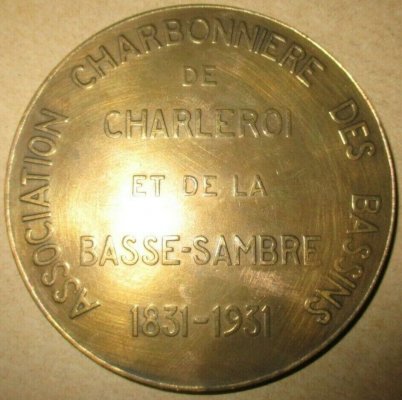 ASSOCIATION CHARBONNIERE DES BASSINS
DE
CHARLEROI
ET DE LA
BASSE-SAMBRE
1831-1931